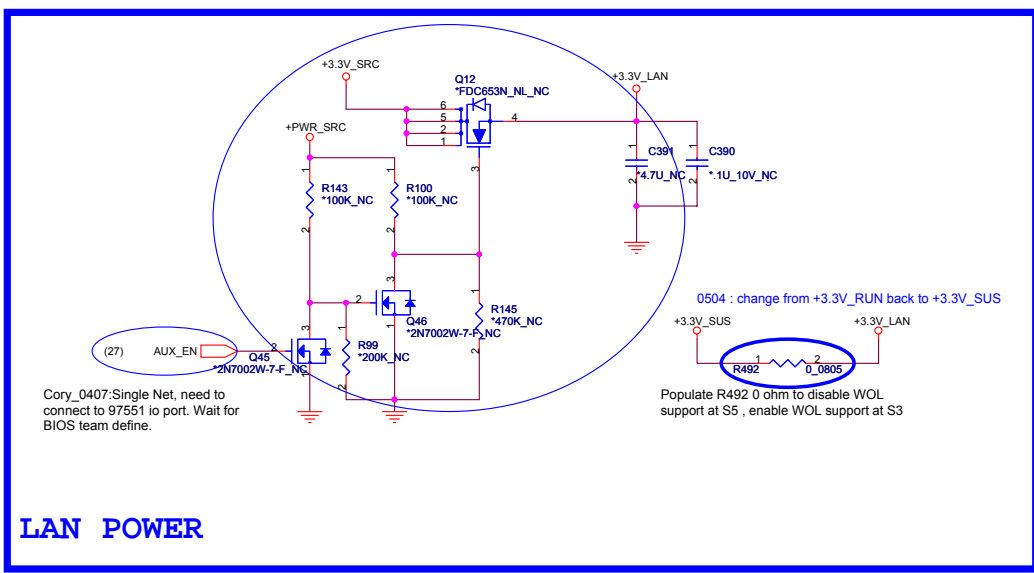 +3.3V_SRC
Q12
*FDC653N_NL_NC
+3.3V_LAN
6
5
2
1
4
3
+PWR_SRC
1
R143
*100K_NC
2
1
R100
*100K_NC
2
1
C391
*4.7U_NC
2
1
C390
*.1U_10V_NC
2
3
2
1
Q46
*2N7002W-7-F_NC
1
R145
*470K_NC
2
(27)
AUX_EN
2
3
1
Q45
*2N7002W-7-F_NC
1
R99
*200K_NC
2
0504 : change from +3.3V_RUN back to +3.3V_SUS
+3.3V_SUS
+3.3V_LAN
R492
1
2
0_0805
Populate R492 0 ohm to disable WOL
support at S5 , enable WOL support at S3
Cory_0407:Single Net, need to
connect to 97551 io port. Wait for
BIOS team define.
LAN POWER